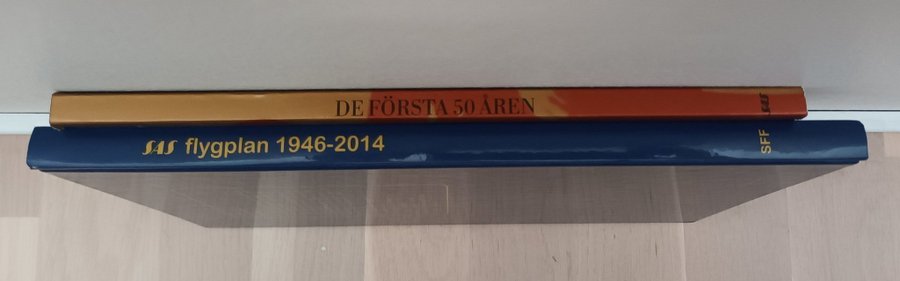 DE FÖRSTA 50 ÅREN SAS
SAS flygplan 1946-2014 SFF